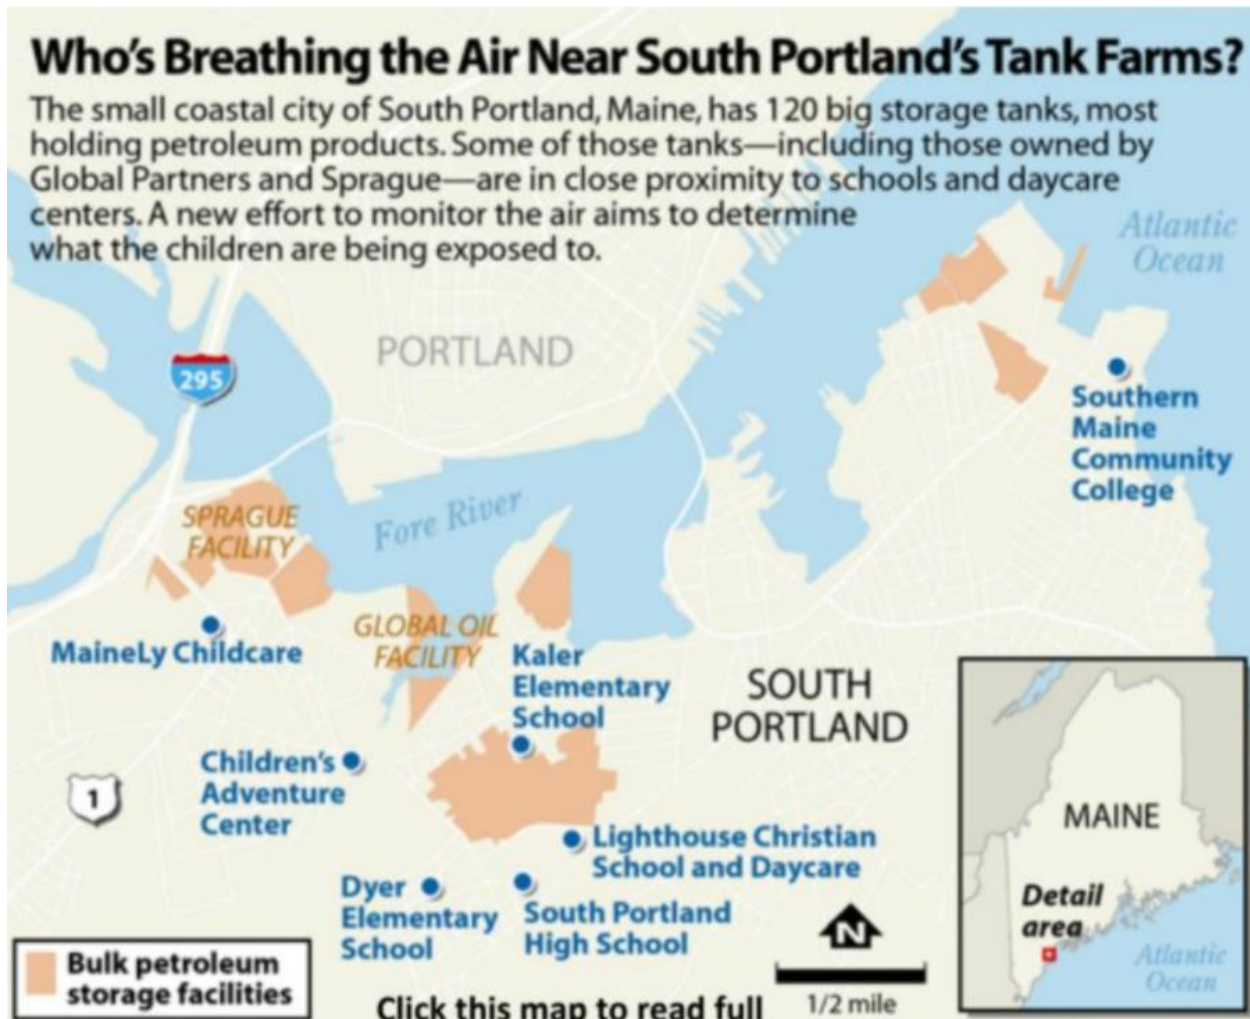 Who's Breathing the Air Near South Portland's Tank Farms?
The small coastal city of South Portland, Maine, has 120 big storage tanks, most
holding petroleum products. Some of those tanks—including those owned by
Global Partners and Sprague—are in close proximity to schools and daycare
centers. A new effort to monitor the air aims to determine
what the children are being exposed to.
Atlantic
Ocean
PORTLAND
295
Southern
Maine
Community
College
SPRAGUE
FACILITY
Fore River
MaineLy Childcare
GLOBAL OIL
FACILITY
Kaler
Elementary
School
SOUTH
PORTLAND
Children's
Adventure
Center
1
Lighthouse Christian
School and Daycare
Dyer
Elementary
School
South Portland
High School
N
1/2 mile
MAINE
Detail
area
Atlantic
Ocean
Bulk petroleum
storage facilities
Click this map to read full